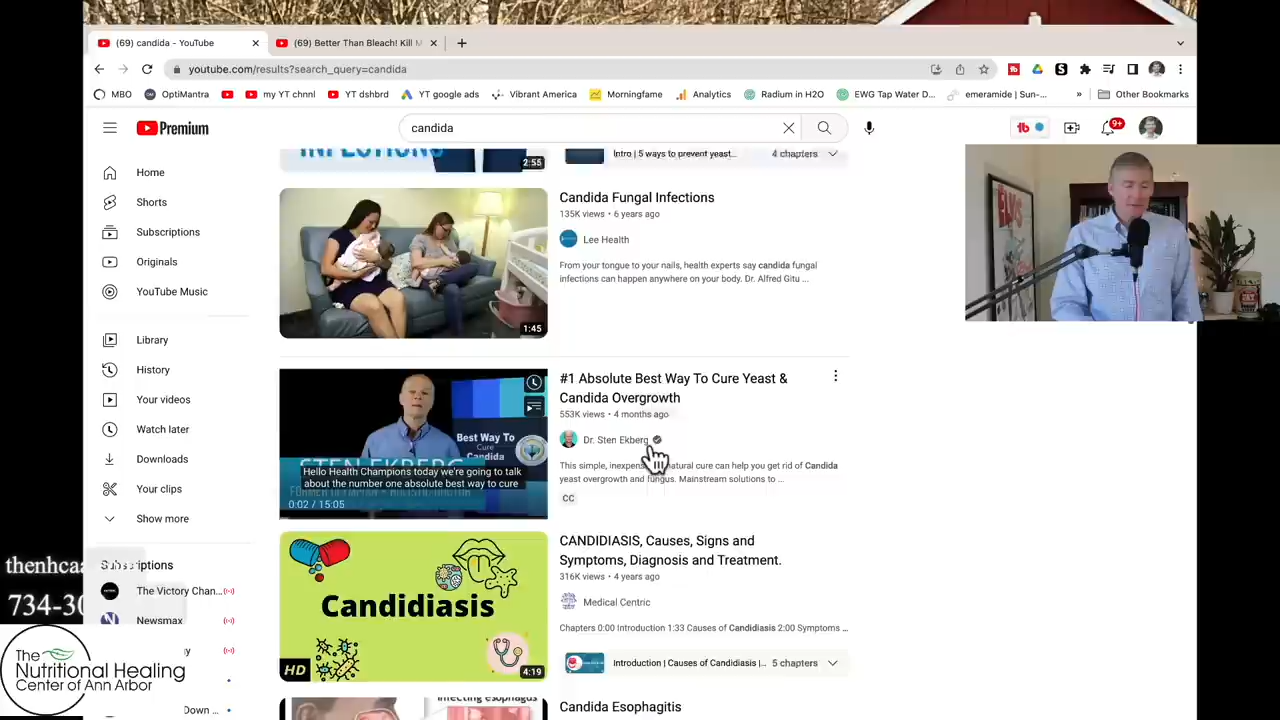 (69) candida - YouTube
(69) Better Than Bleach! Kill M
youtube.com/results?search_query=candida
MBO
OptiMantra
my YT chnnl
YT dshbrd
YT google ads
Vibrant America
Morningfame
Analytics
Radium in H2O
EWG Tap Water D...
emeramide | Sun-...
»
Other Bookmarks
Premium
candida
9+
Home
Shorts
Subscriptions
Originals
YouTube Music
Library
History
Your videos
Watch later
Downloads
Your clips
Show more
Subscriptions
The Victory Chan...
Newsmax
Down ...
INFECTIONS
2:55
Intro | 5 ways to prevent yeast...
4 chapters
1:45
Candida Fungal Infections
135K views • 6 years ago
Lee Health
From your tongue to your nails, health experts say candida fungal
infections can happen anywhere on your body. Dr. Alfred Gitu ...
Best Way To
Cure
Candida
STEN EKBERG
Hello Health Champions today we're going to talk
about the number one absolute best way to cure
0:02 / 15:05
#1 Absolute Best Way To Cure Yeast &
Candida Overgrowth
553K views • 4 months ago
Dr. Sten Ekberg
This simple, inexpens natural cure can help you get rid of Candida
yeast overgrowth and fungus. Mainstream solutions to ...
CC
Candidiasis
HD
4:19
CANDIDIASIS, Causes, Signs and
Symptoms, Diagnosis and Treatment.
316K views • 4 years ago
Medical Centric
Chapters 0:00 Introduction 1:33 Causes of Candidiasis 2:00 Symptoms ...
Introduction | Causes of Candidiasis |...
5 chapters
infecting esophagus
Candida Esophagitis
ELVIS
thenhcaa
734-30
The
Nutritional Healing
Center of Ann Arbor